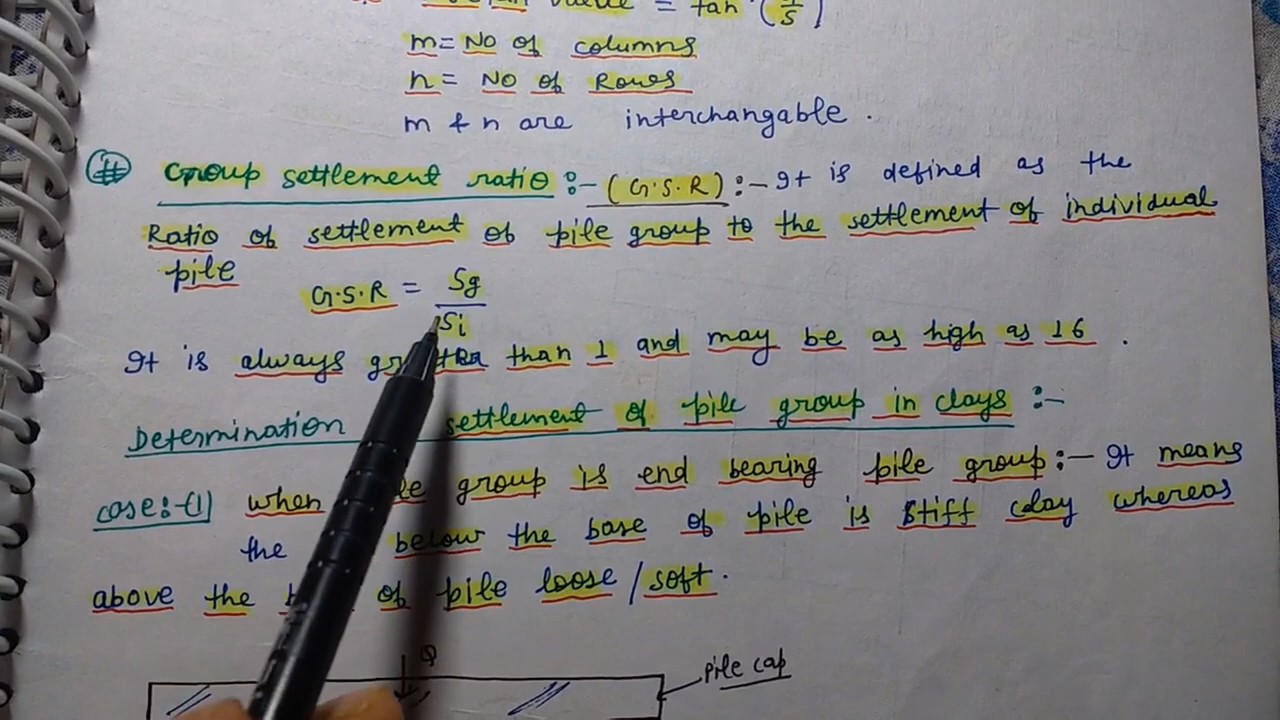 value = tan
m = No of columns
n = No of Rows
m & n are interchangable .
# Group settlement ratio :- (G.S.R) :- It is defined as the
Ratio of settlement of pile group to the settlement of individual
pile
G.S.R = Sg
Si
It is always greater than 1 and may be as high as 16 .
Determination settlement of pile group in clays :-
case:-(1) when group is end bearing pile group :- It means
the below the base of pile is stiff clay whereas
above the of pile loose / soft .
Q
pile cap